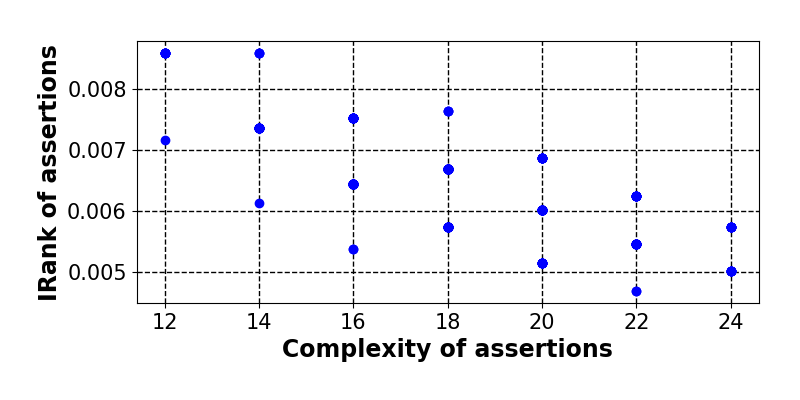 IRank of assertions
0.008
0.007
0.006
0.005
12 14 16 18 20 22 24
Complexity of assertions